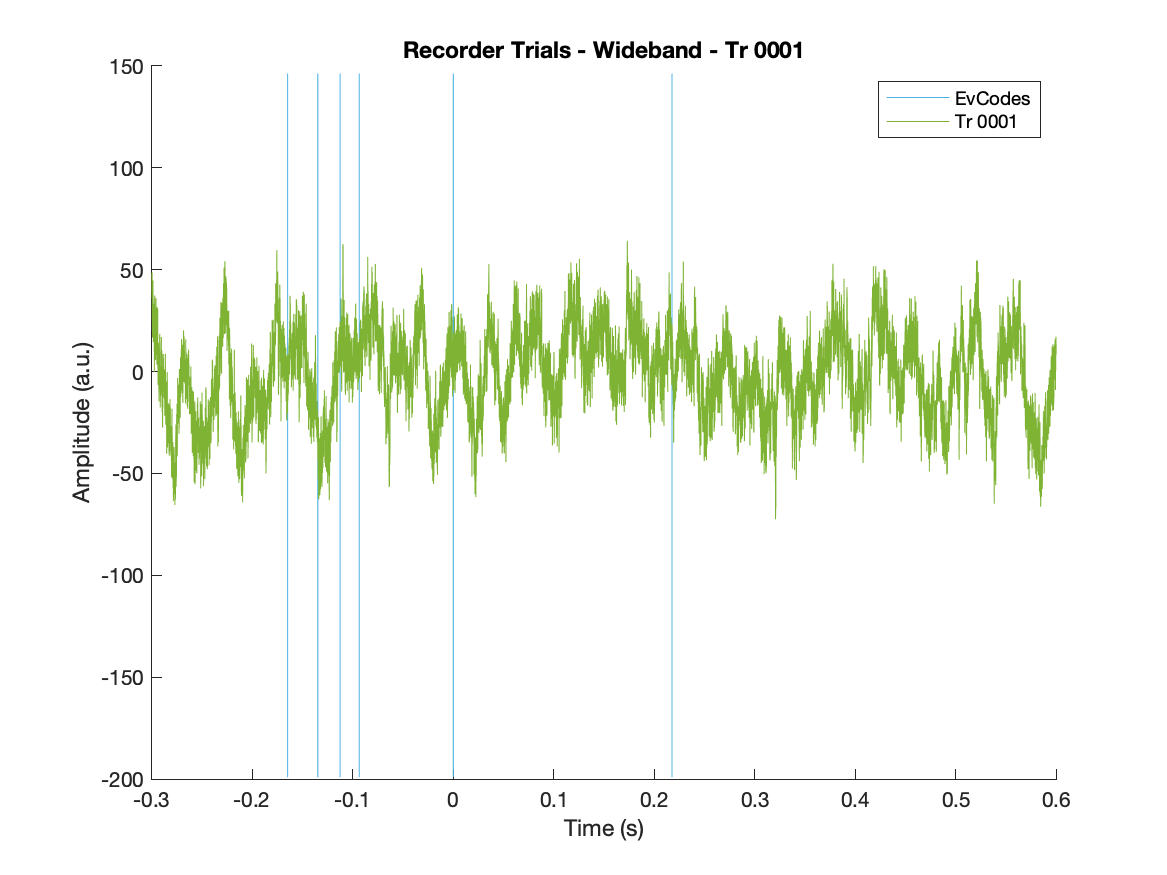 Recorder Trials - Wideband - Tr 0001
150
100
50
0
-50
-100
-150
-200
Amplitude (a.u.)
EvCodes
Tr 0001
-0.3 -0.2 -0.1 0 0.1 0.2 0.3 0.4 0.5 0.6
Time (s)